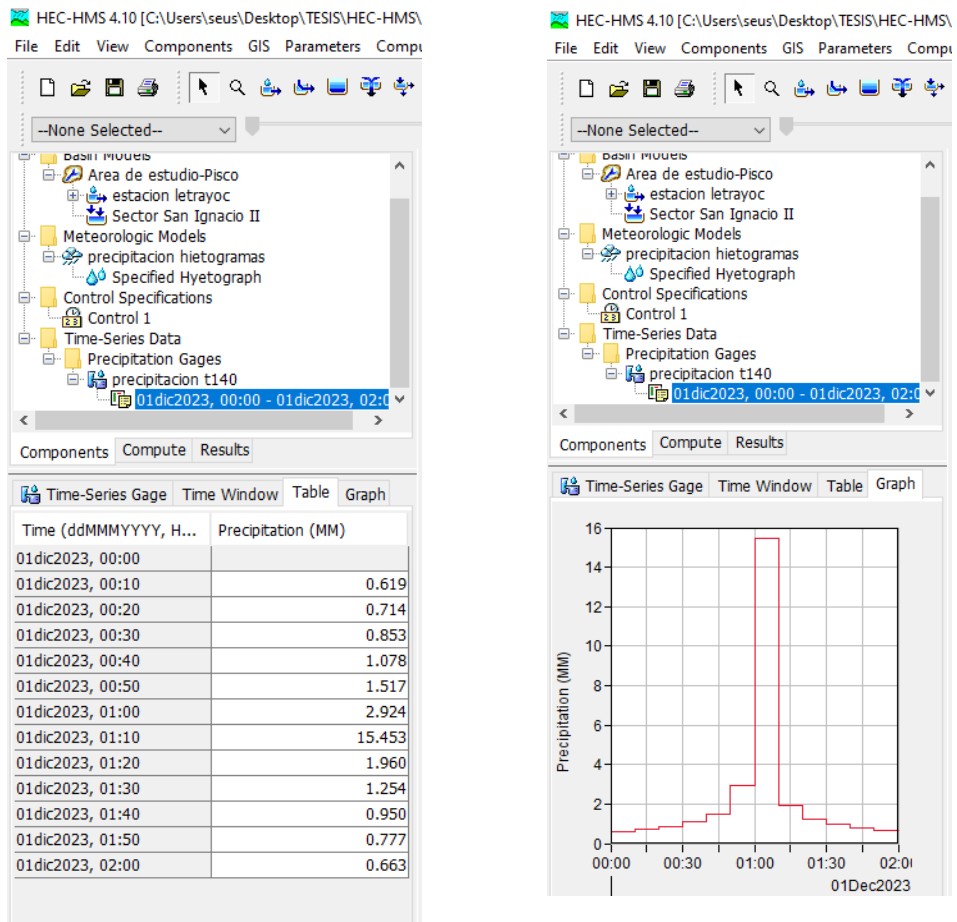 HEC-HMS 4.10 [C:\Users\seus\Desktop\TESIS\HEC-HMS\
File Edit View Components GIS Parameters Compu
--None Selected--
Basin Models
Area de estudio-Pisco
estacion letrayoc
Sector San Ignacio II
Meteorologic Models
precipitacion hietogramas
Specified Hyetograph
Control Specifications
Control 1
Time-Series Data
Precipitation Gages
precipitacion t140
01dic2023, 00:00 - 01dic2023, 02:0
Components Compute Results
Time-Series Gage Time Window Table Graph
Time (ddMMMYYYY, H... Precipitation (MM)
01dic2023, 00:00
01dic2023, 00:10 0.619
01dic2023, 00:20 0.714
01dic2023, 00:30 0.853
01dic2023, 00:40 1.078
01dic2023, 00:50 1.517
01dic2023, 01:00 2.924
01dic2023, 01:10 15.453
01dic2023, 01:20 1.960
01dic2023, 01:30 1.254
01dic2023, 01:40 0.950
01dic2023, 01:50 0.777
01dic2023, 02:00 0.663
HEC-HMS 4.10 [C:\Users\seus\Desktop\TESIS\HEC-HMS\
File Edit View Components GIS Parameters Compu
--None Selected--
Basin Models
Area de estudio-Pisco
estacion letrayoc
Sector San Ignacio II
Meteorologic Models
precipitacion hietogramas
Specified Hyetograph
Control Specifications
Control 1
Time-Series Data
Precipitation Gages
precipitacion t140
01dic2023, 00:00 - 01dic2023, 02:0
Components Compute Results
Time-Series Gage Time Window Table Graph
Precipitation (MM)
16
14
12
10
8
6
4
2
0
00:00 00:30 01:00 01:30 02:0
01Dec2023